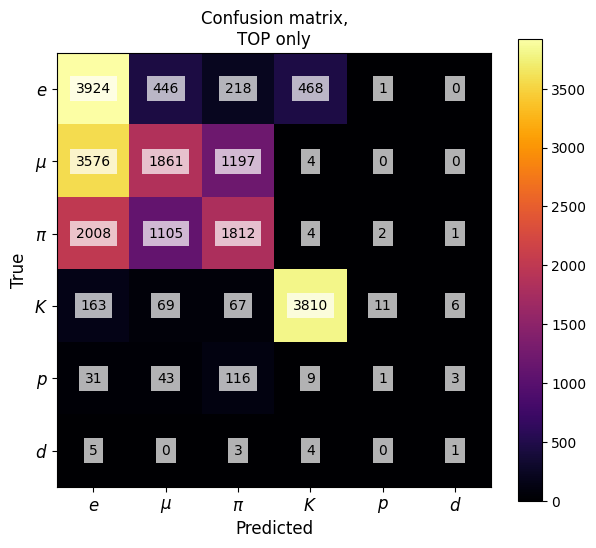 Confusion matrix,
TOP only
e 3924 446 218 468 1 0
μ 3576 1861 1197 4 0 0
π 2008 1105 1812 4 2 1
K 163 69 67 3810 11 6
p 31 43 116 9 1 3
d 5 0 3 4 0 1
e μ π K p d
Predicted
True
3500
3000
2500
2000
1500
1000
500
0